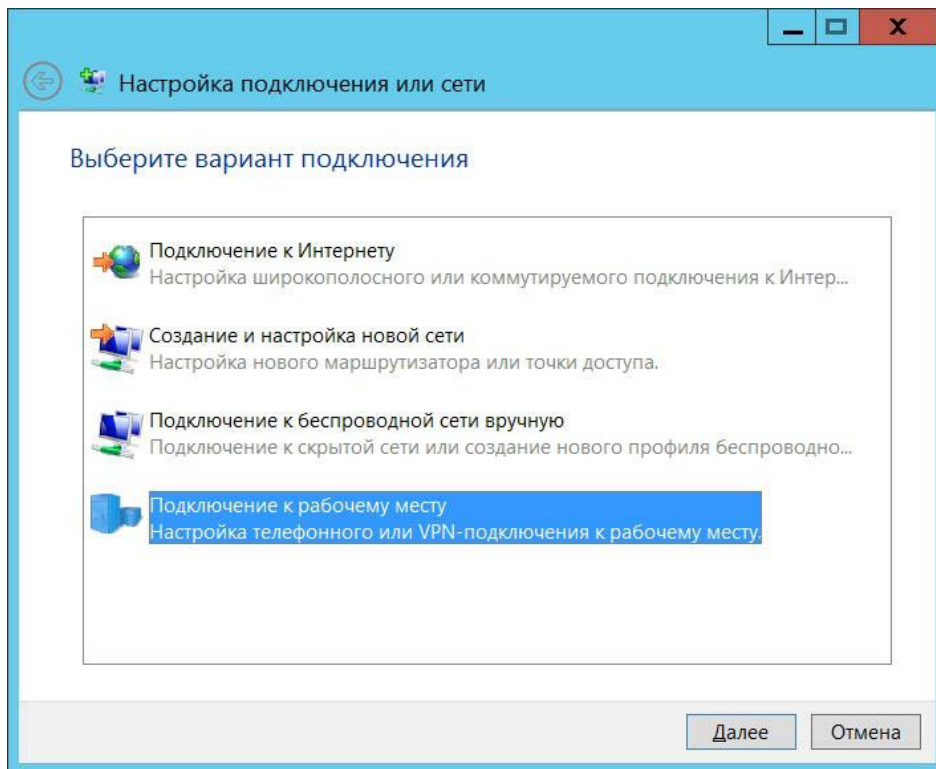 Настройка подключения или сети
Выберите вариант подключения
Подключение к Интернету
Настройка широкополосного или коммутируемого подключения к Интер...
Создание и настройка новой сети
Настройка нового маршрутизатора или точки доступа.
Подключение к беспроводной сети вручную
Подключение к скрытой сети или создание нового профиля беспроводно...
Подключение к рабочему месту
Настройка телефонного или VPN-подключения к рабочему месту.
Далее
Отмена